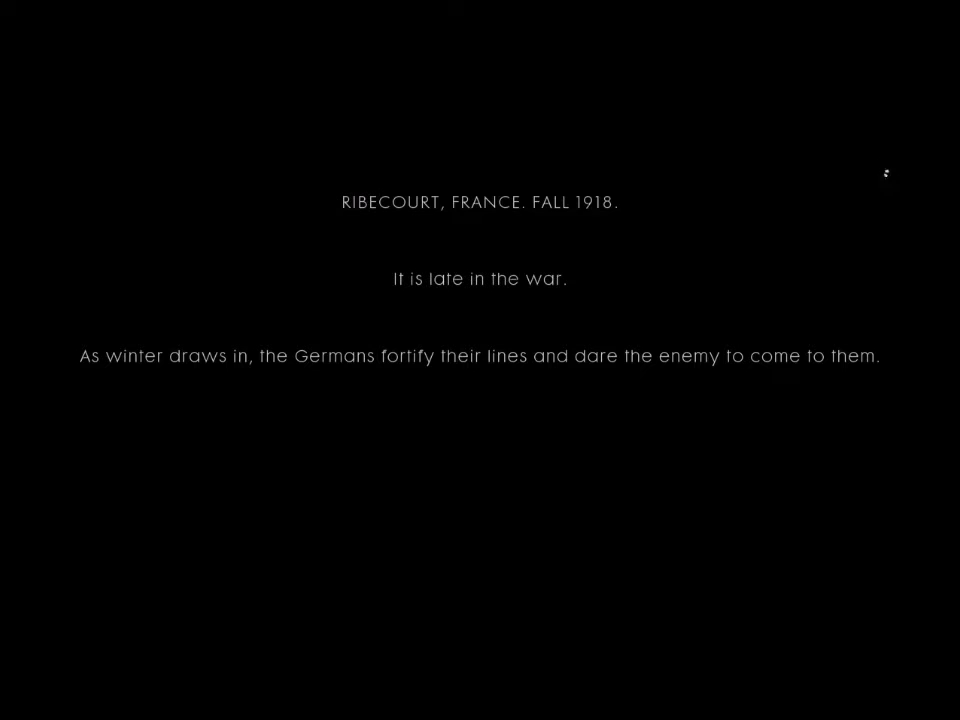 RIBECOURT, FRANCE. FALL 1918.
It is late in the war.
As winter draws in, the Germans fortify their lines and dare the enemy to come to them.